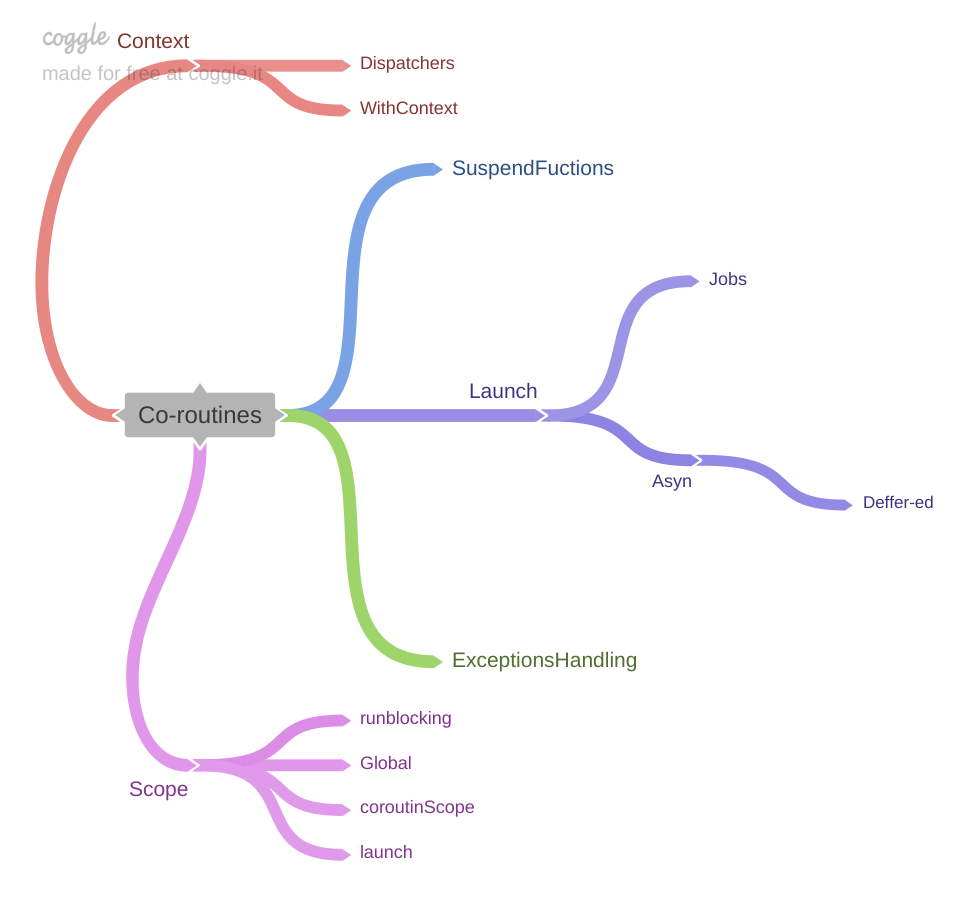 coggle
made for free at coggle.it
Context
Dispatchers
WithContext
SuspendFuctions
Jobs
Launch
Co-routines
Asyn
Deffer-ed
ExceptionsHandling
runblocking
Global
Scope
coroutinScope
launch